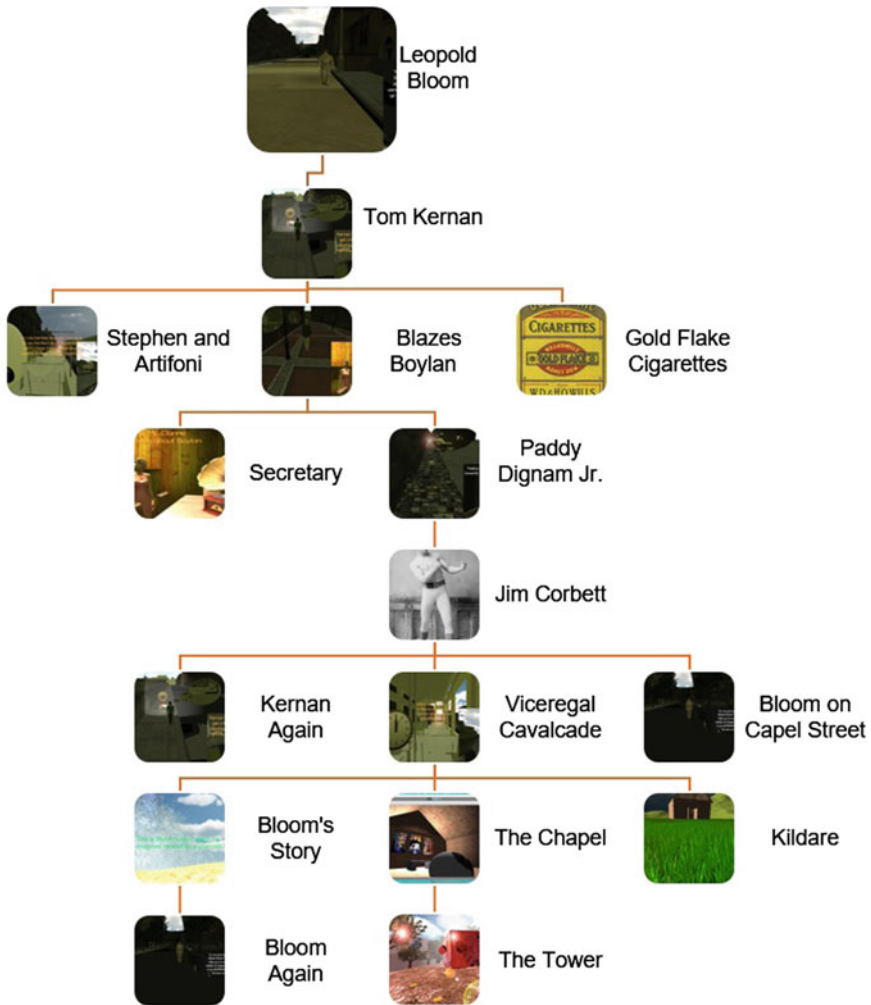 Leopold
Bloom
Tom Kernan
Stephen and
Artifoni
Blazes
Boylan
CIGARETTES
GOLD FLAKE
W.D.& H.O.WILLS
Gold Flake
Cigarettes
Secretary
Paddy
Dignam Jr.
Jim Corbett
Kernan
Again
Viceregal
Cavalcade
Bloom on
Capel Street
Bloom's
Story
The Chapel
Kildare
Bloom
Again
The Tower